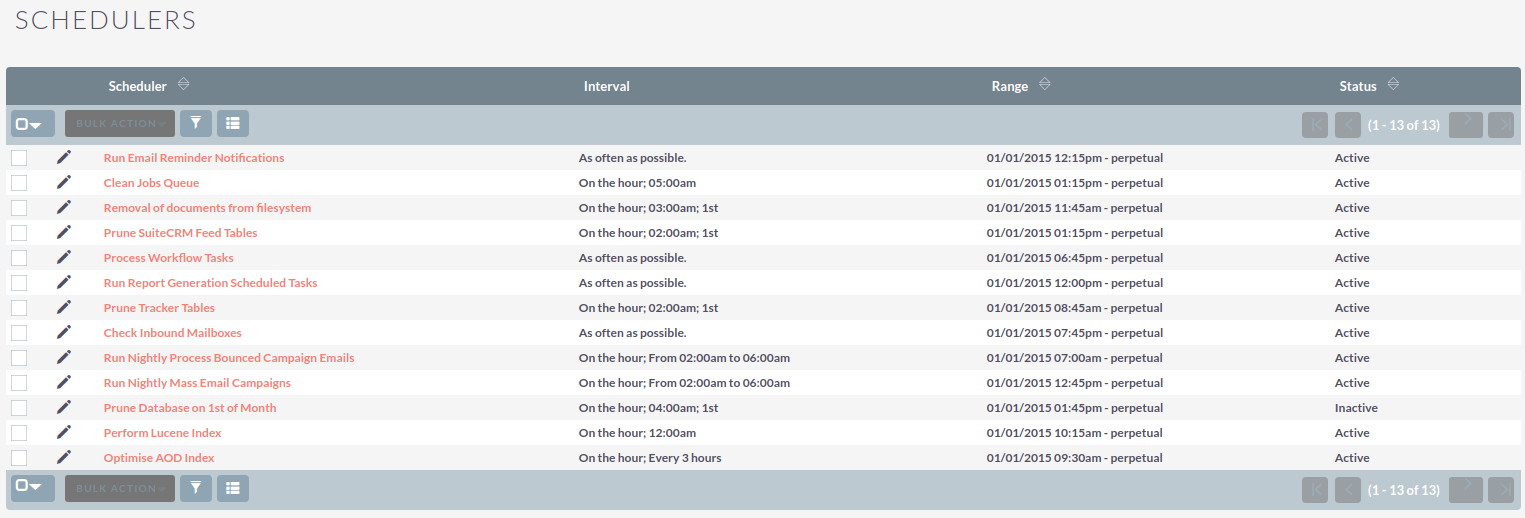 SCHEDULERS
Scheduler Interval Range Status
BULK ACTION (1 - 13 of 13)
Run Email Reminder Notifications As often as possible. 01/01/2015 12:15pm - perpetual Active
Clean Jobs Queue On the hour; 05:00am 01/01/2015 01:15pm - perpetual Active
Removal of documents from filesystem On the hour; 03:00am; 1st 01/01/2015 11:45am - perpetual Active
Prune SuiteCRM Feed Tables On the hour; 02:00am; 1st 01/01/2015 01:15pm - perpetual Active
Process Workflow Tasks As often as possible. 01/01/2015 06:45pm - perpetual Active
Run Report Generation Scheduled Tasks As often as possible. 01/01/2015 12:00pm - perpetual Active
Prune Tracker Tables On the hour; 02:00am; 1st 01/01/2015 08:45am - perpetual Active
Check Inbound Mailboxes As often as possible. 01/01/2015 07:45pm - perpetual Active
Run Nightly Process Bounced Campaign Emails On the hour; From 02:00am to 06:00am 01/01/2015 07:00am - perpetual Active
Run Nightly Mass Email Campaigns On the hour; From 02:00am to 06:00am 01/01/2015 12:45pm - perpetual Active
Prune Database on 1st of Month On the hour; 04:00am; 1st 01/01/2015 01:45pm - perpetual Inactive
Perform Lucene Index On the hour; 12:00am 01/01/2015 10:15am - perpetual Active
Optimise AOD Index On the hour; Every 3 hours 01/01/2015 09:30am - perpetual Active
BULK ACTION (1 - 13 of 13)